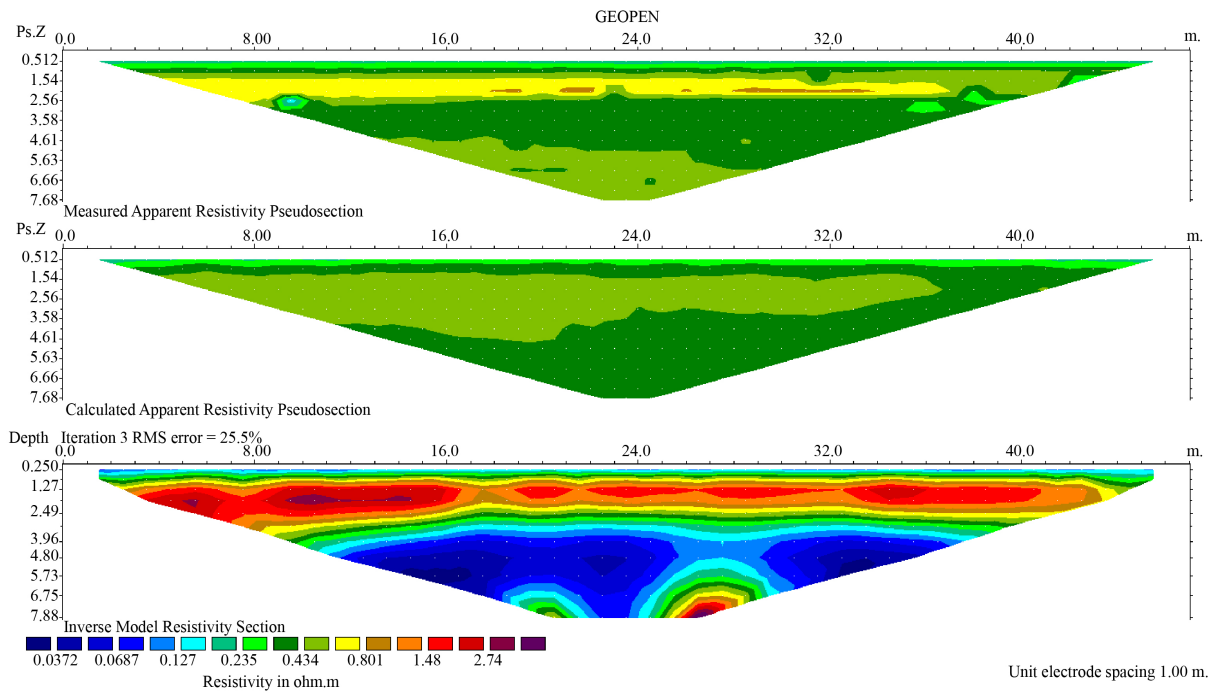 GEOPEN
Ps.Z 0.0 8.00 16.0 24.0 32.0 40.0 m.
0.512
1.54
2.56
3.58
4.61
5.63
6.66
7.68
Measured Apparent Resistivity Pseudosection
Ps.Z 0.0 8.00 16.0 24.0 32.0 40.0 m.
0.512
1.54
2.56
3.58
4.61
5.63
6.66
7.68
Calculated Apparent Resistivity Pseudosection
Depth Iteration 3 RMS error = 25.5%
0.0 8.00 16.0 24.0 32.0 40.0 m.
0.250
1.27
2.49
3.96
4.80
5.73
6.75
7.88
Inverse Model Resistivity Section
0.0372 0.0687 0.127 0.235 0.434 0.801 1.48 2.74
Resistivity in ohm.m
Unit electrode spacing 1.00 m.